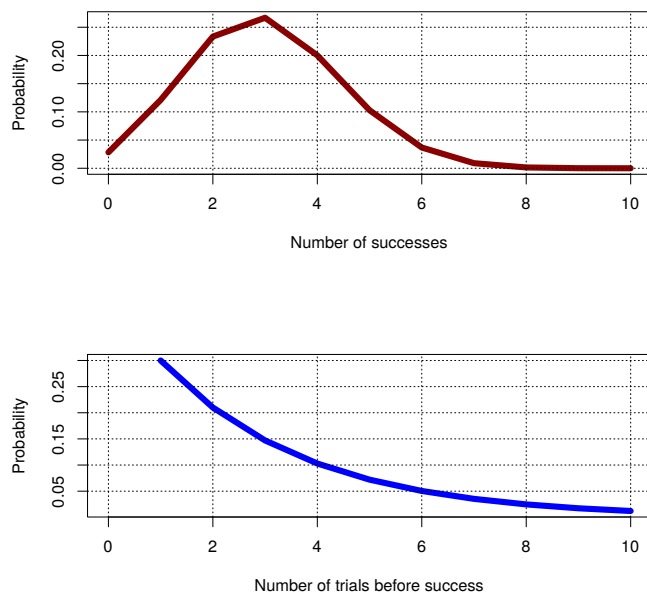 Probability
0.00 0.10 0.20
0 2 4 6 8 10
Number of successes
Probability
0.05 0.15 0.25
0 2 4 6 8 10
Number of trials before success